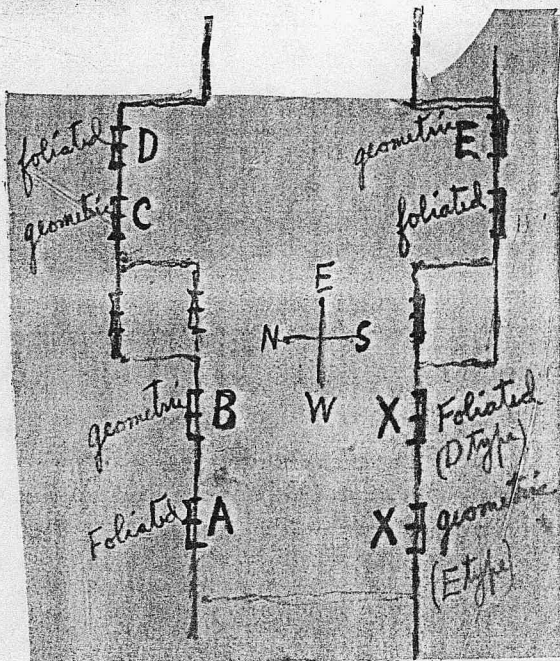 foliated D
geometric C
geometric E
foliated
E
N S
W
geometric B
Foliated A
X Foliated
(D type)
X geometric
(E type)